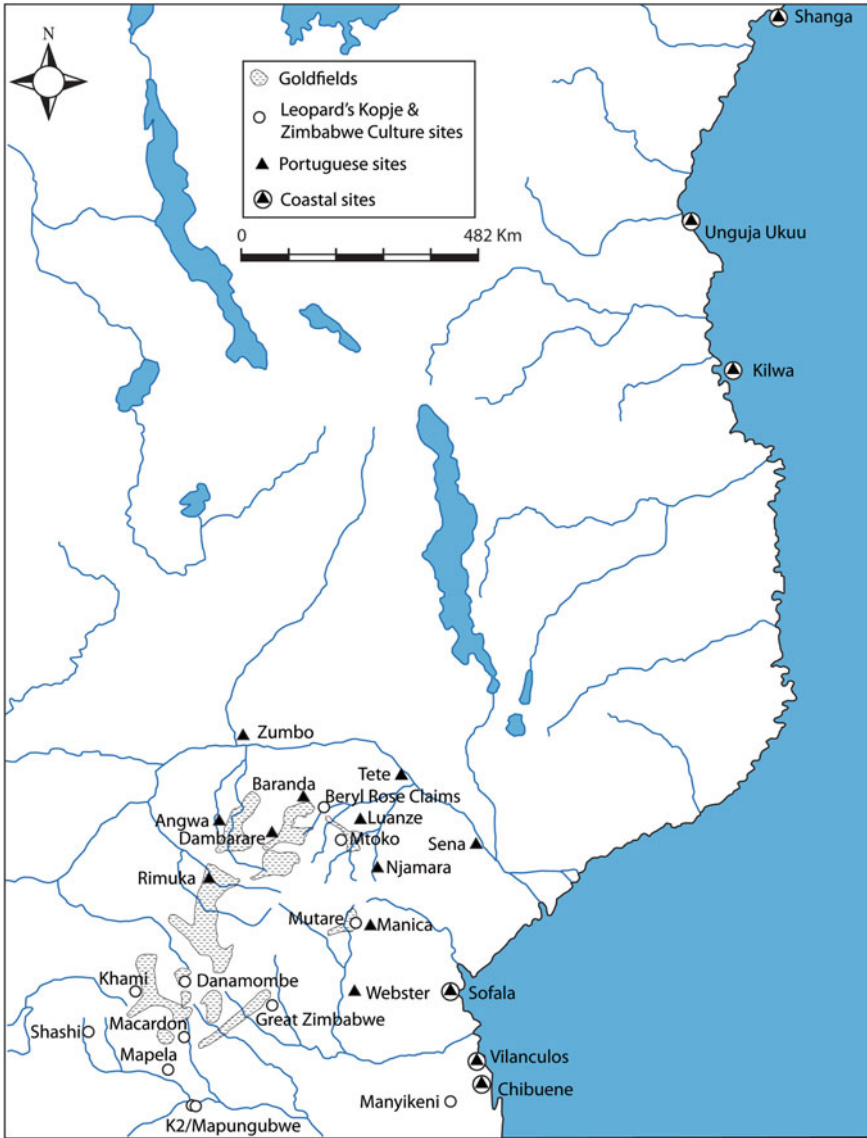 Shanga
N
Goldfields
Leopard's Kopje &
Zimbabwe Culture sites
Portuguese sites
Coastal sites
0 482 Km
Unguja Ukuu
Kilwa
Zumbo
Tete
Baranda
Beryl Rose Claims
Angwa
Luanze
Dambarare
Mtoko
Sena
Njamara
Rimuka
Mutare
Manica
Khami
Danamombe
Webster
Sofala
Great Zimbabwe
Macardon
Shashi
Mapela
Vilanculos
Chibuene
Manyikeni
K2/Mapungubwe